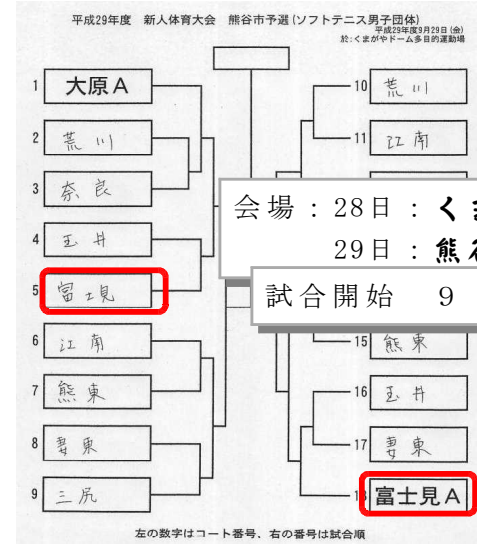 平成29年度 新人体育大会 熊谷市予選(ソフトテニス男子団体)
平成29年度9月29日(金)
於:くまがやドーム多目的運動場
1 大原A
2 荒川
3 奈良
4 玉井
5 富士見
6 江南
7 熊東
8 妻東
9 三尻
10 荒川
11 江南
会場:28日:くま
29日:熊谷
試合開始 9
15 熊東
16 玉井
17 妻東
18 富士見A
左の数字はコート番号、右の番号は試合順